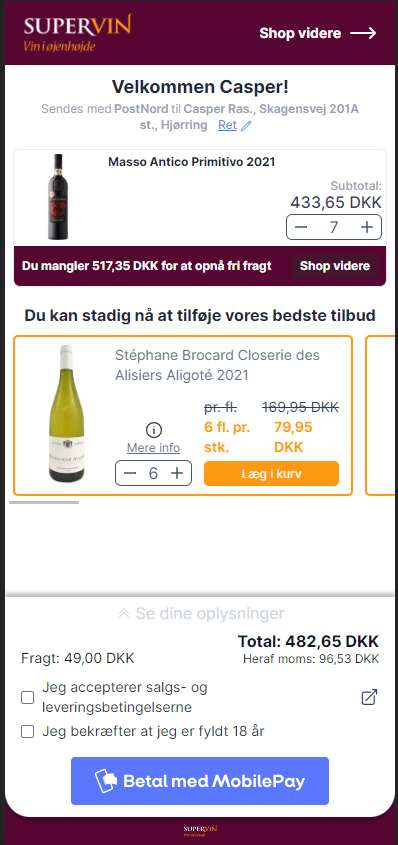 SUPERVIN
Vin i øjenhøjde
Shop videre
Velkommen Casper!
Sendes med PostNord til Casper Ras., Skagensvej 201A
st., Hjørring Ret
Masso Antico Primitivo 2021
Subtotal:
433,65 DKK
7
Du mangler 517,35 DKK for at opnå fri fragt
Shop videre
Du kan stadig nå at tilføje vores bedste tilbud
Stéphane Brocard Closerie des
Alisiers Aligoté 2021
pr. fl. 169,95 DKK
6 fl. pr. 79,95
stk. DKK
Mere info
6
Læg i kurv
Se dine oplysninger
Total: 482,65 DKK
Fragt: 49,00 DKK
Heraf moms: 96,53 DKK
Jeg accepterer salgs- og
leveringsbetingelserne
Jeg bekræfter at jeg er fyldt 18 år
Betal med MobilePay
SUPERVIN